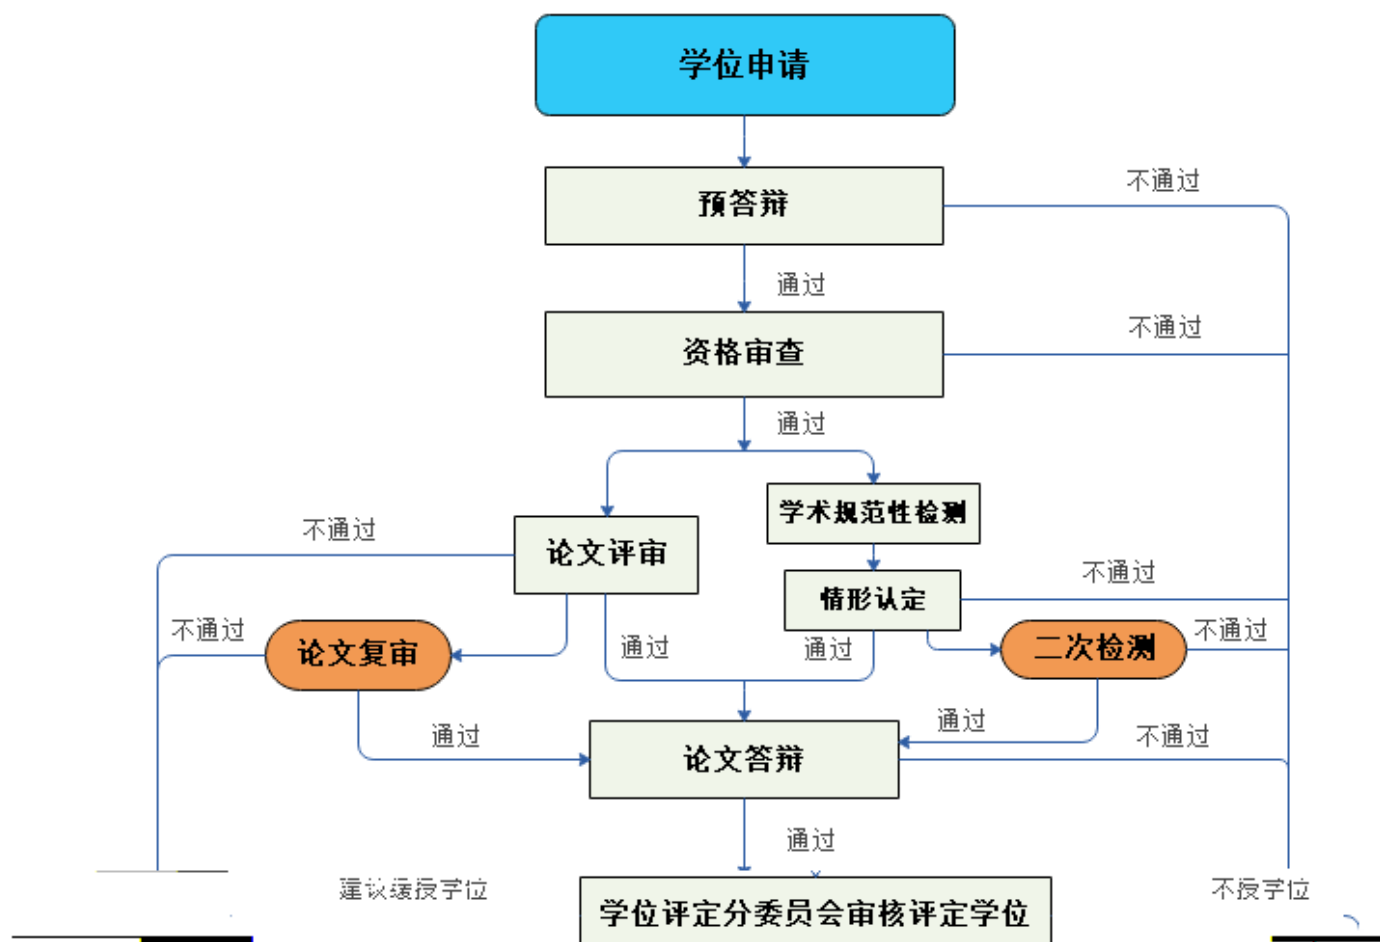 学位申请
不通过
预答辩
通过
不通过
资格审查
通过
学术规范性检测
不通过
论文评审
不通过
情形认定
不通过
论文复审
通过
通过
二次检测
不通过
通过
通过
不通过
论文答辩
通过
建议缓授学位
不授学位
学位评定分委员会审核评定学位